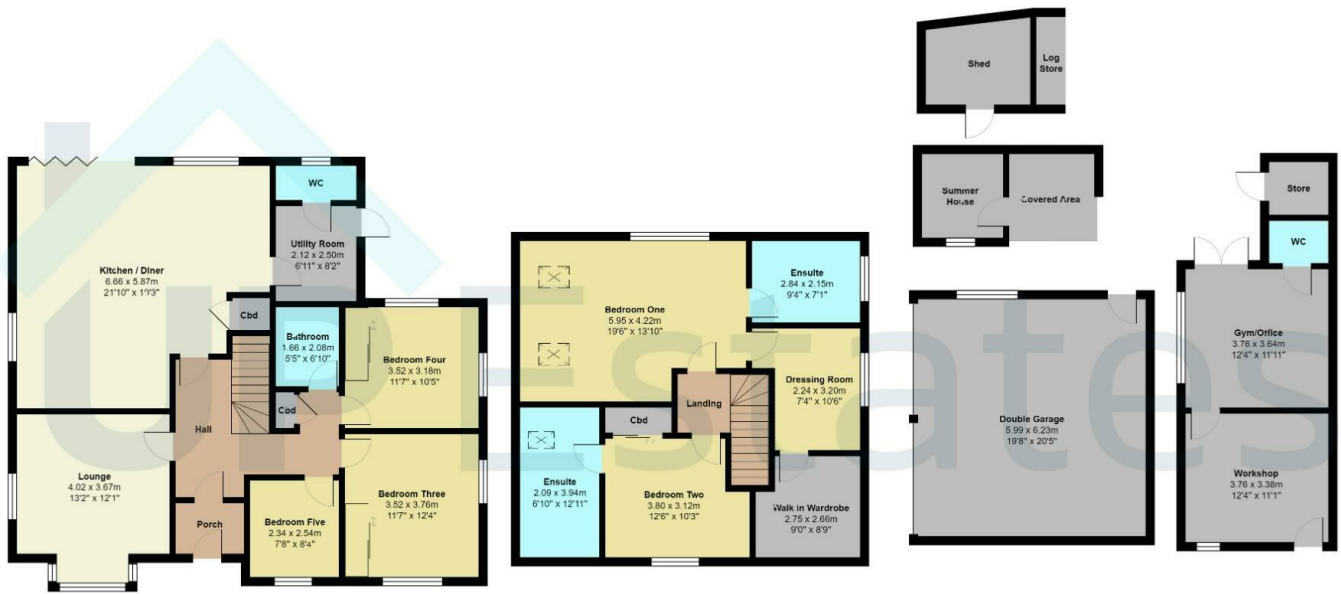 Kitchen / Diner
6.66 x 5.87m
21'10" x 19'3"
WC
Utility Room
2.12 x 2.50m
6'11" x 8'2"
Cbd
Bathroom
1.66 x 2.08m
5'5" x 6'10"
Bedroom Four
3.52 x 3.18m
11'7" x 10'5"
Cbd
Hall
Lounge
4.02 x 3.67m
13'2" x 12'1"
Porch
Bedroom Five
2.34 x 2.54m
7'8" x 8'4"
Bedroom Three
3.52 x 3.76m
11'7" x 12'4"
Bedroom One
5.95 x 4.22m
19'6" x 13'10"
Ensuite
2.84 x 2.15m
9'4" x 7'1"
Dressing Room
2.24 x 3.20m
7'4" x 10'6"
Landing
Cbd
Ensuite
2.09 x 3.94m
6'10" x 12'11"
Bedroom Two
3.80 x 3.12m
12'6" x 10'3"
Walk in Wardrobe
2.75 x 2.66m
9'0" x 8'9"
Shed
Log
Store
Summer
House
Covered Area
Double Garage
5.99 x 6.23m
19'8" x 20'5"
Store
WC
Gym/Office
3.76 x 3.64m
12'4" x 11'11"
Workshop
3.76 x 3.38m
12'4" x 11'1"
Estates